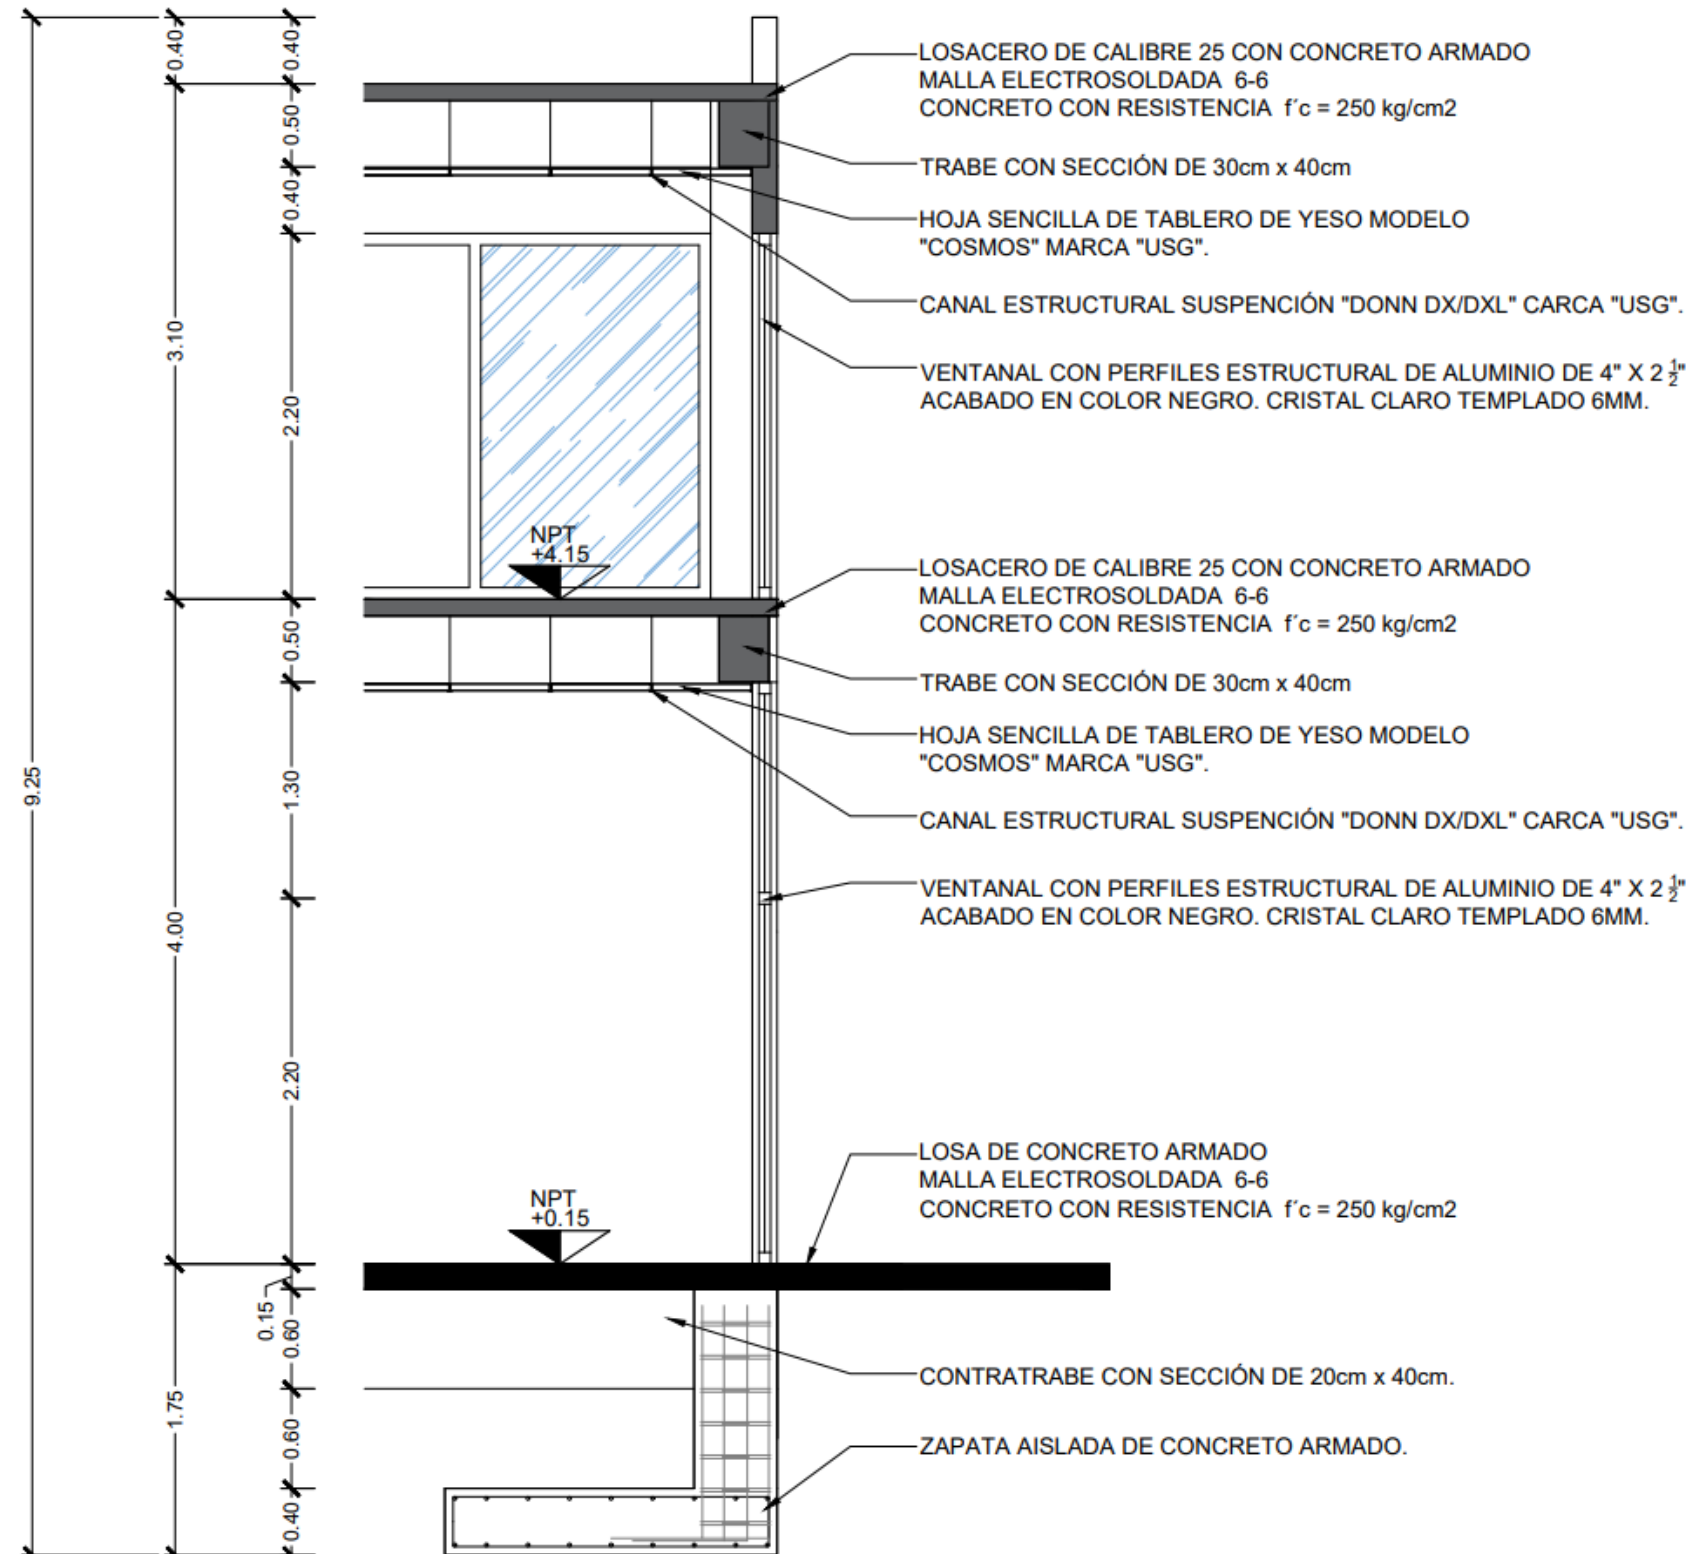 0.40
0.40
LOSACERO DE CALIBRE 25 CON CONCRETO ARMADO
MALLA ELECTROSOLDADA 6-6
CONCRETO CON RESISTENCIA f´c = 250 kg/cm2
0.50
TRABE CON SECCIÓN DE 30cm x 40cm
0.40
HOJA SENCILLA DE TABLERO DE YESO MODELO
"COSMOS" MARCA "USG".
CANAL ESTRUCTURAL SUSPENCIÓN "DONN DX/DXL" CARCA "USG".
3.10
VENTANAL CON PERFILES ESTRUCTURAL DE ALUMINIO DE 4" X 2 ½"
ACABADO EN COLOR NEGRO. CRISTAL CLARO TEMPLADO 6MM.
2.20
NPT
+4.15
LOSACERO DE CALIBRE 25 CON CONCRETO ARMADO
MALLA ELECTROSOLDADA 6-6
CONCRETO CON RESISTENCIA f´c = 250 kg/cm2
0.50
TRABE CON SECCIÓN DE 30cm x 40cm
HOJA SENCILLA DE TABLERO DE YESO MODELO
"COSMOS" MARCA "USG".
9.25
1.30
CANAL ESTRUCTURAL SUSPENCIÓN "DONN DX/DXL" CARCA "USG".
VENTANAL CON PERFILES ESTRUCTURAL DE ALUMINIO DE 4" X 2 ½"
ACABADO EN COLOR NEGRO. CRISTAL CLARO TEMPLADO 6MM.
4.00
2.20
LOSA DE CONCRETO ARMADO
MALLA ELECTROSOLDADA 6-6
CONCRETO CON RESISTENCIA f´c = 250 kg/cm2
NPT
+0.15
0.15
0.60
CONTRATRABE CON SECCIÓN DE 20cm x 40cm.
1.75
0.60
ZAPATA AISLADA DE CONCRETO ARMADO.
0.40